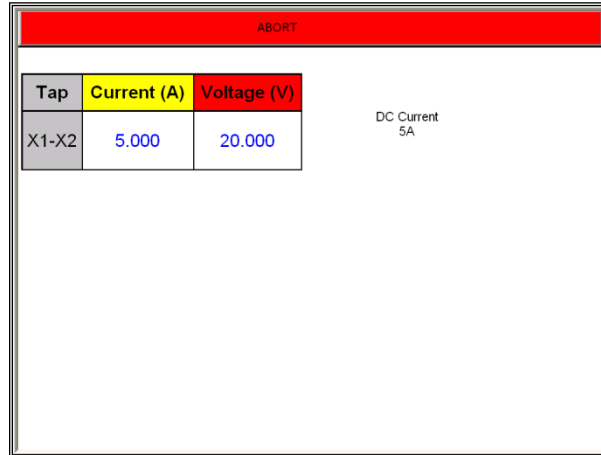 ABORT
Tap Current (A) Voltage (V)
X1-X2 5.000 20.000
DC Current
5A